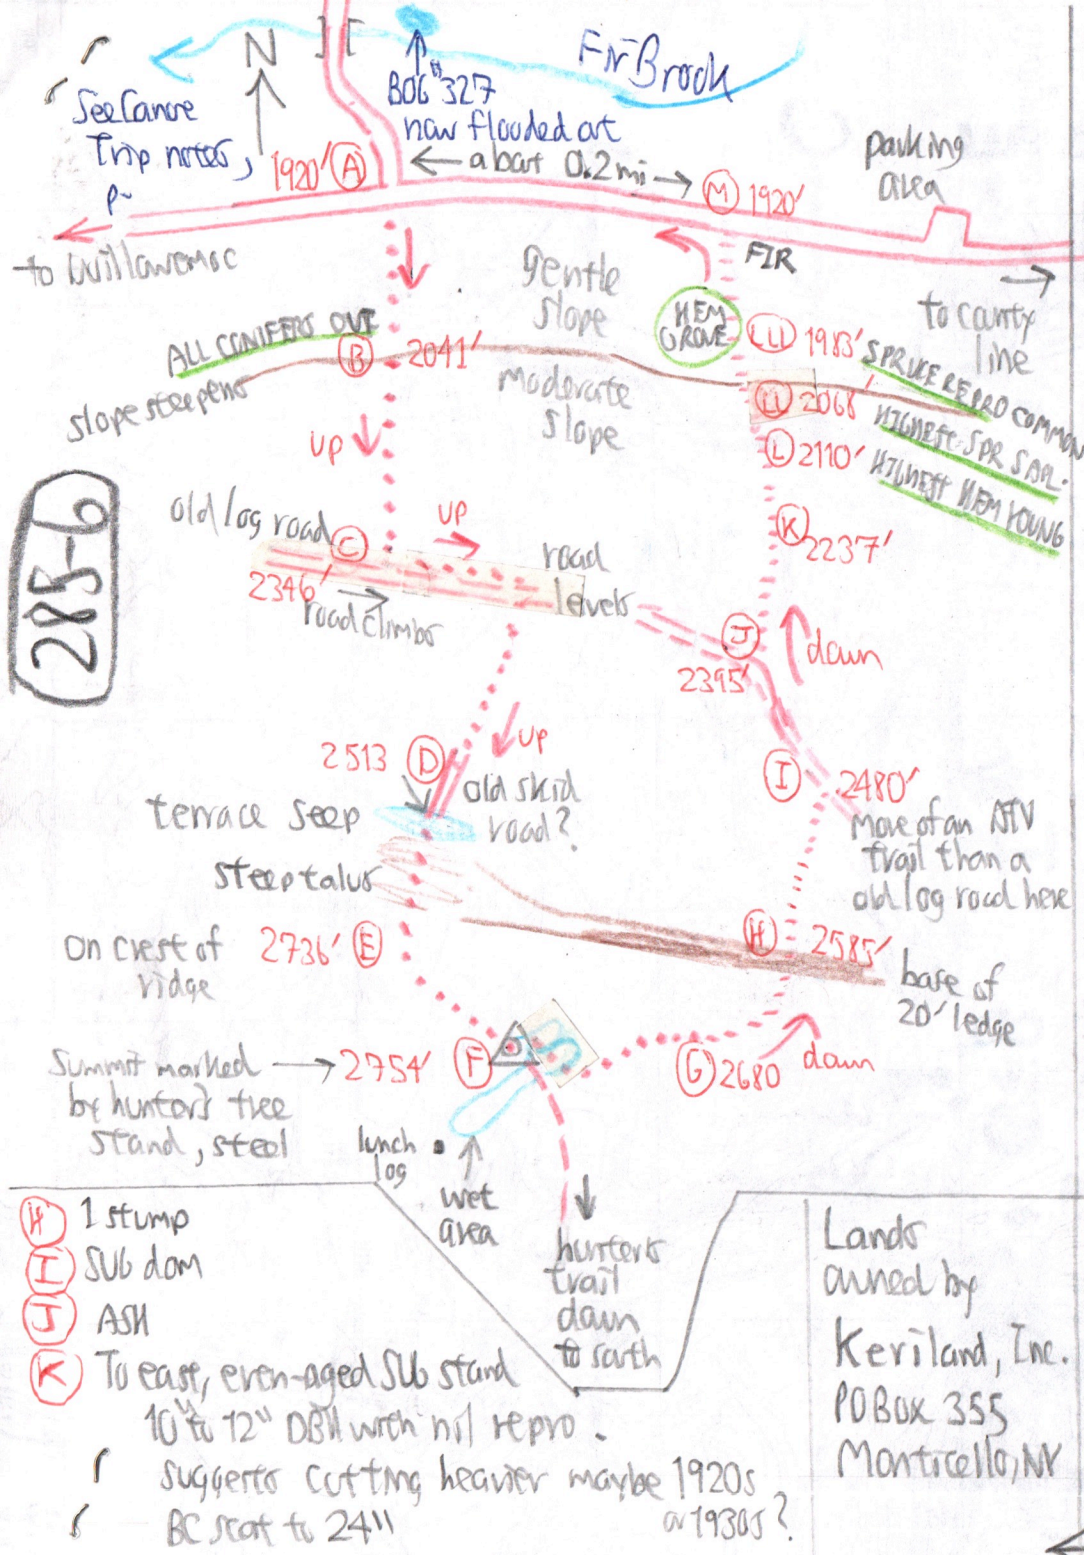 N
] [
Fir Brook
See Canoe
Trip notes,
p~
BOG #327
now flooded out
1920' A
← about 0.2 mi →
M 1920'
parking
area
to Willowemoc
gentle
slope
FIR
HEM
GROVE
to county
line
ALL CONIFERS OUT
B 2041'
LLL 1983'
SPRUCE REPRO COMMON
slope steepens
moderate
slope
LL 2068'
HIGHEST SPR SAPL.
up
L 2110'
HIGHEST HEM YOUNG
285-6
old log road
C
up
road
levels
K
2237'
2346'
road climbs
J
2395'
down
2513 D
up
I
2480'
terrace seep
old skid
road?
More of an ATV
trail than a
old log road here
steep talus
on crest of
ridge
2736' E
H
2585'
base of
20' ledge
Summit marked
by hunter's tree
stand, steel
2754' F
G 2680
down
lunch
log
wet
area
hunter's
trail
down
to south
H 1 stump
I SUG dom
J ASH
K To east, even-aged SUG stand
10" to 12" DBH with nil repro.
suggests cutting heavier maybe 1920s
or 1930s?
BC scat to 24"
Lands
owned by
Keriland, Inc.
PO BOX 355
Monticello, NY